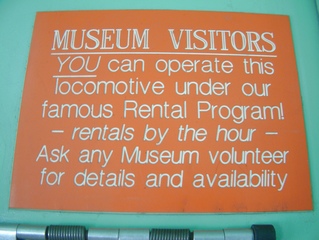 MUSEUM VISITORS
YOU can operate this
locomotive under our
famous Rental Program!
– rentals by the hour –
Ask any Museum volunteer
for details and availability